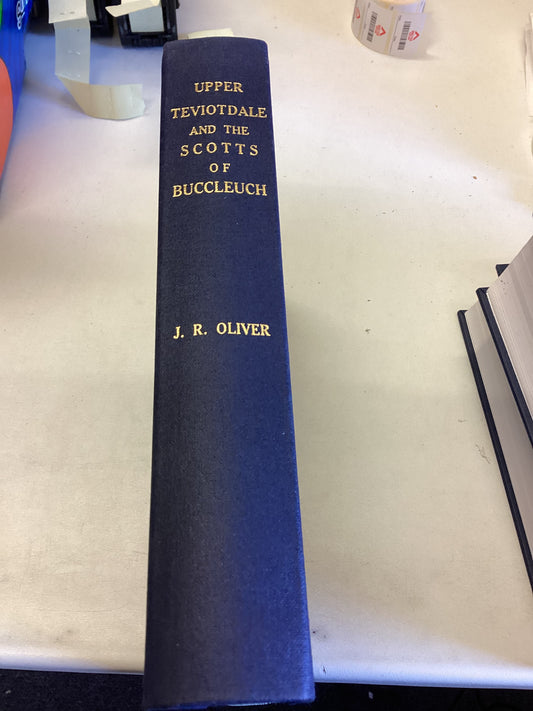 UPPER
TEVIOTDALE
AND THE
SCOTTS
OF
BUCCLEUCH
J. R. OLIVER